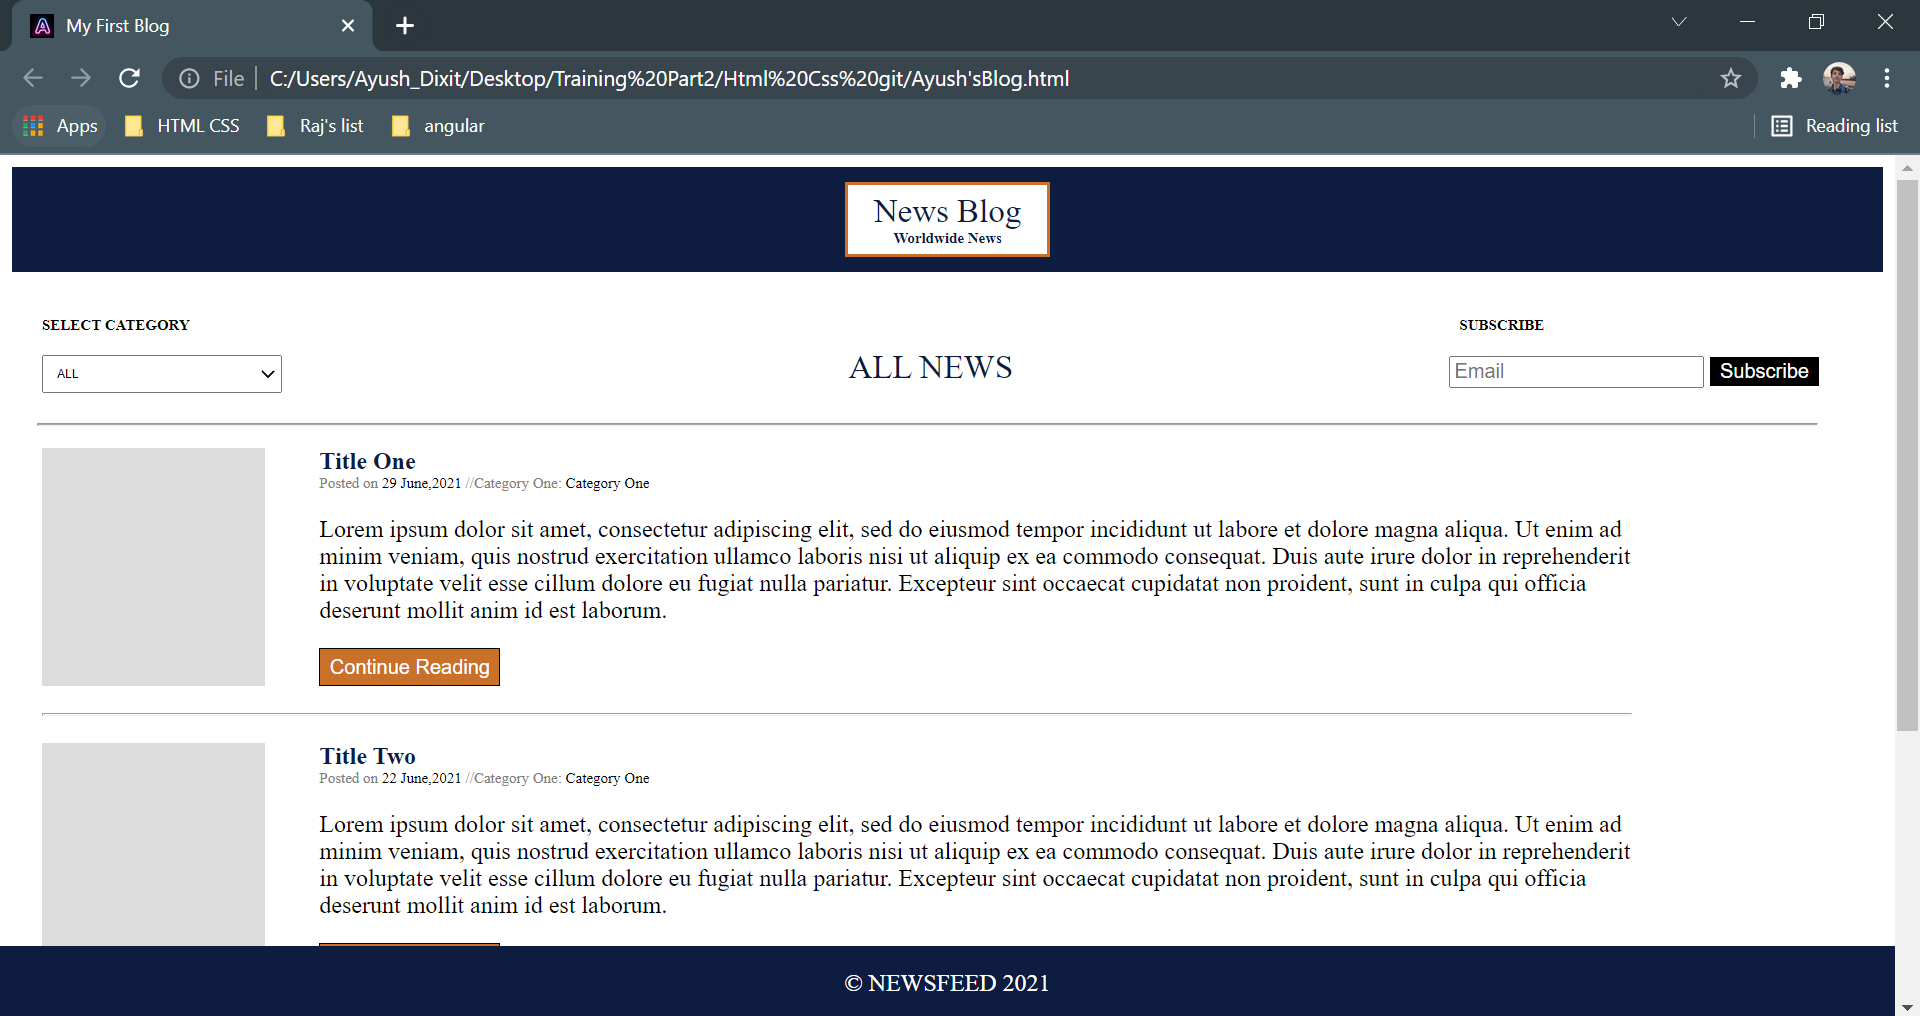 My First Blog
File
C:/Users/Ayush_Dixit/Desktop/Training%20Part2/Html%20Css%20git/Ayush'sBlog.html
Apps HTML CSS Raj's list angular Reading list
News Blog
Worldwide News
SELECT CATEGORY
ALL
ALL NEWS
SUBSCRIBE
Email Subscribe
Title One
Posted on 29 June,2021 //Category One: Category One
Lorem ipsum dolor sit amet, consectetur adipiscing elit, sed do eiusmod tempor incididunt ut labore et dolore magna aliqua. Ut enim ad
minim veniam, quis nostrud exercitation ullamco laboris nisi ut aliquip ex ea commodo consequat. Duis aute irure dolor in reprehenderit
in voluptate velit esse cillum dolore eu fugiat nulla pariatur. Excepteur sint occaecat cupidatat non proident, sunt in culpa qui officia
deserunt mollit anim id est laborum.
Continue Reading
Title Two
Posted on 22 June,2021 //Category One: Category One
Lorem ipsum dolor sit amet, consectetur adipiscing elit, sed do eiusmod tempor incididunt ut labore et dolore magna aliqua. Ut enim ad
minim veniam, quis nostrud exercitation ullamco laboris nisi ut aliquip ex ea commodo consequat. Duis aute irure dolor in reprehenderit
in voluptate velit esse cillum dolore eu fugiat nulla pariatur. Excepteur sint occaecat cupidatat non proident, sunt in culpa qui officia
deserunt mollit anim id est laborum.
© NEWSFEED 2021